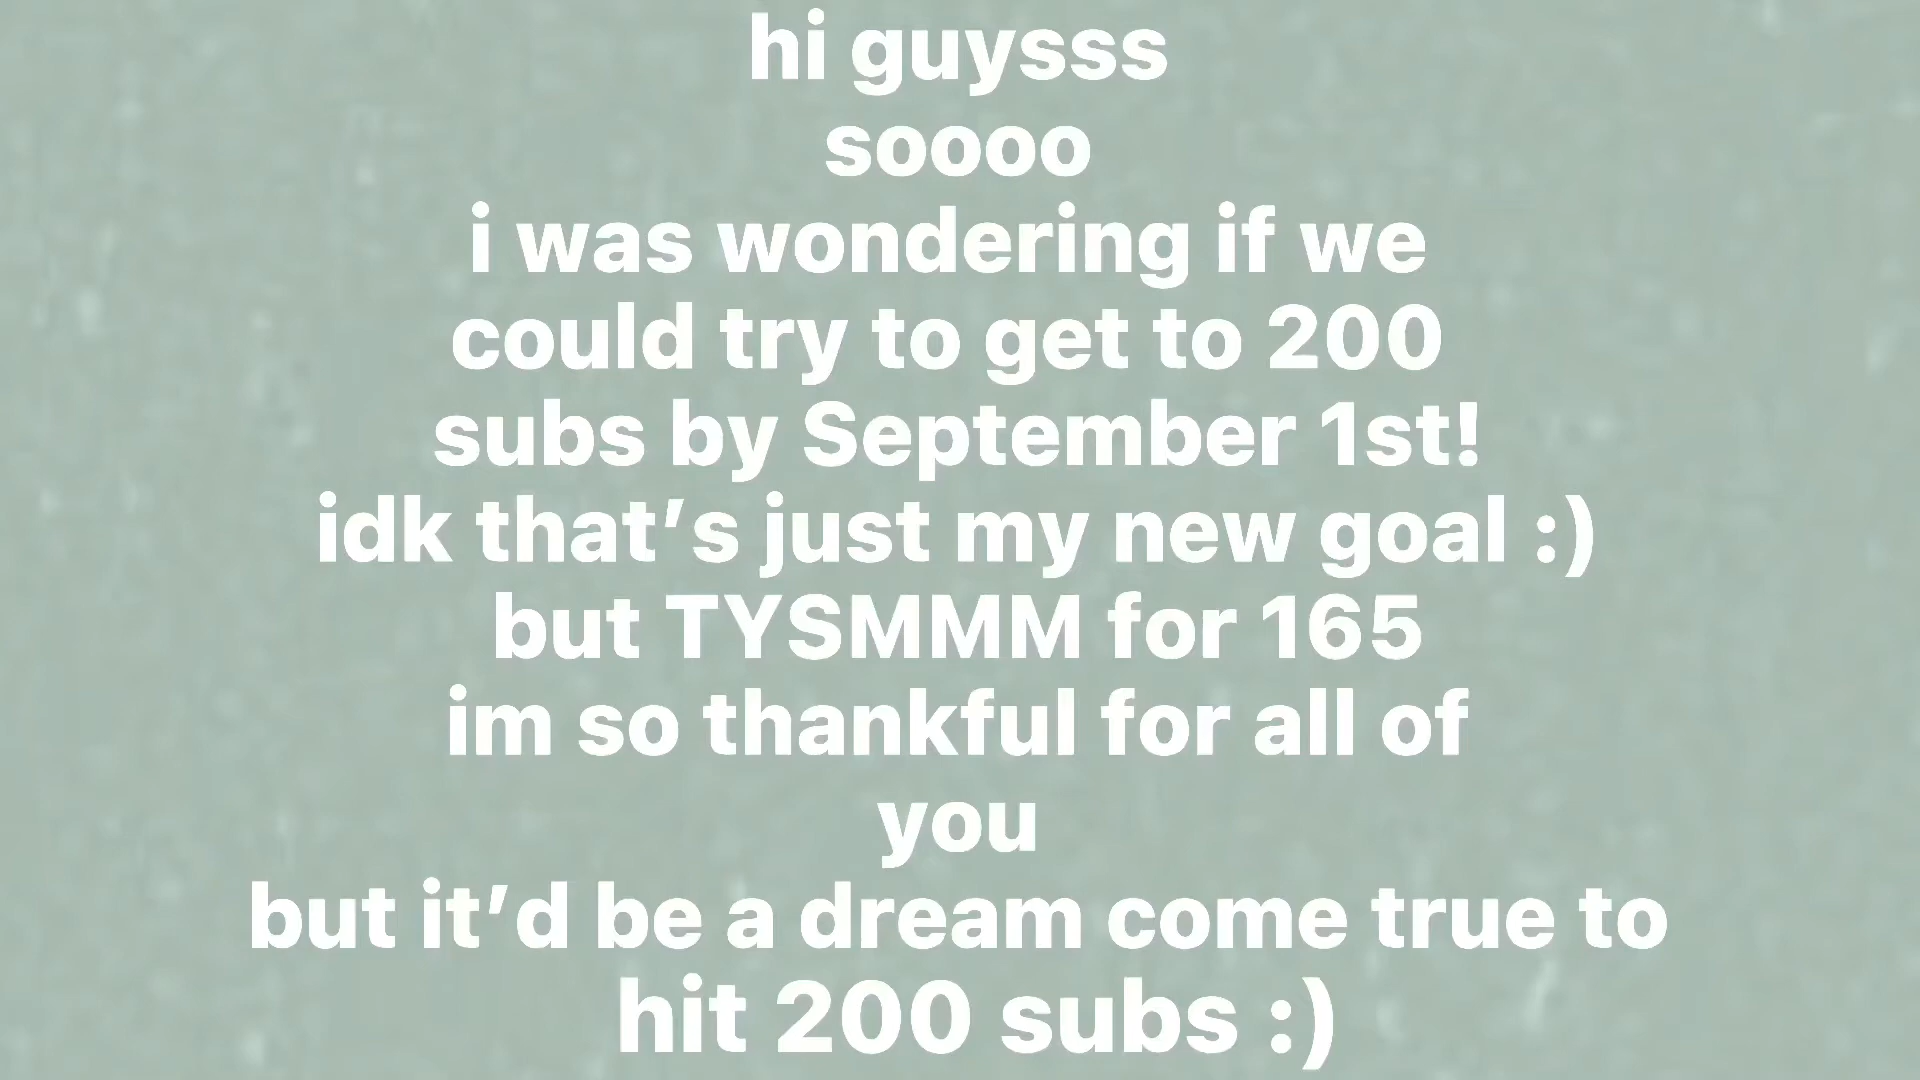 hi guysss
soooo
i was wondering if we
could try to get to 200
subs by September 1st!
idk that’s just my new goal :)
but TYSMMM for 165
im so thankful for all of
you
but it’d be a dream come true to
hit 200 subs :)